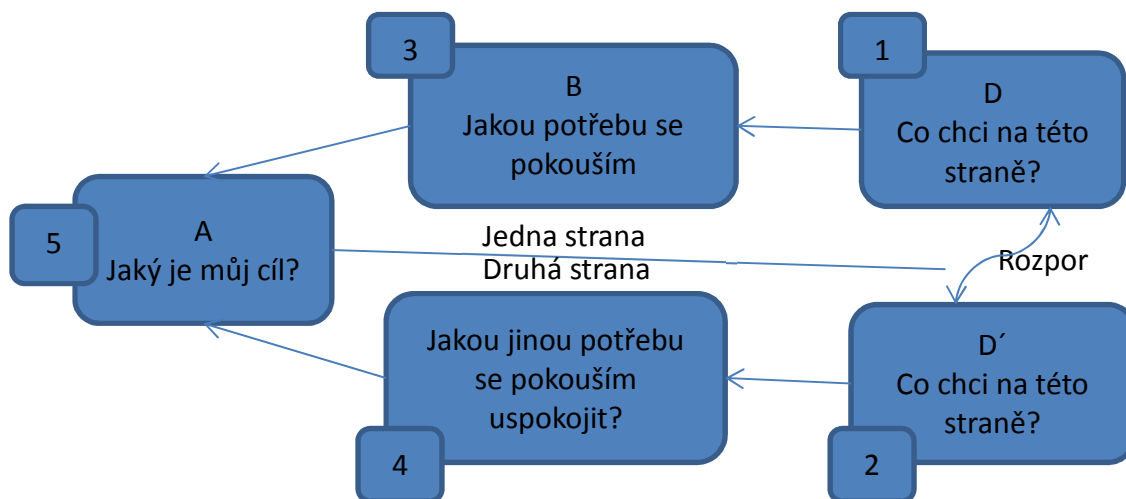 3
B
Jakou potřebu se
pokouším
1
D
Co chci na této
straně?
5
A
Jaký je můj cíl?
Jedna strana
Druhá strana
Rozpor
Jakou jinou potřebu
se pokouším
uspokojit?
4
D´
Co chci na této
straně?
2